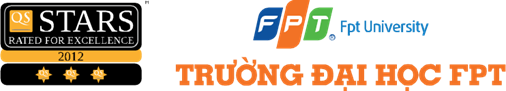 QS
STARS
RATED FOR EXCELLENCE
2012
FPT
® Fpt University
TRƯỜNG ĐẠI HỌC FPT